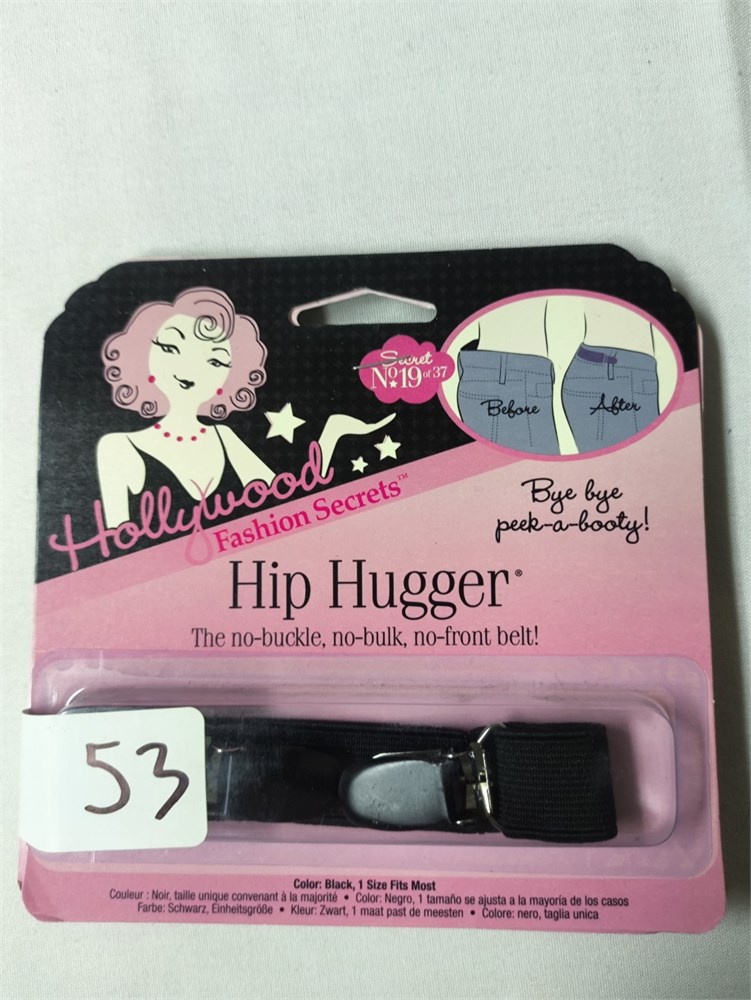 Secret
No 19 of 37
Before
After
Hollywood
Fashion Secrets™
Bye bye
peek-a-booty!
Hip Hugger®
The no-buckle, no-bulk, no-front belt!
53
Color: Black, 1 Size Fits Most
Couleur : Noir, taille unique convenant à la majorité • Color: Negro, 1 tamaño se ajusta a la mayoría de los casos
Farbe: Schwarz, Einheitsgröße • Kleur: Zwart, 1 maat past de meesten • Colore: nero, taglia unica